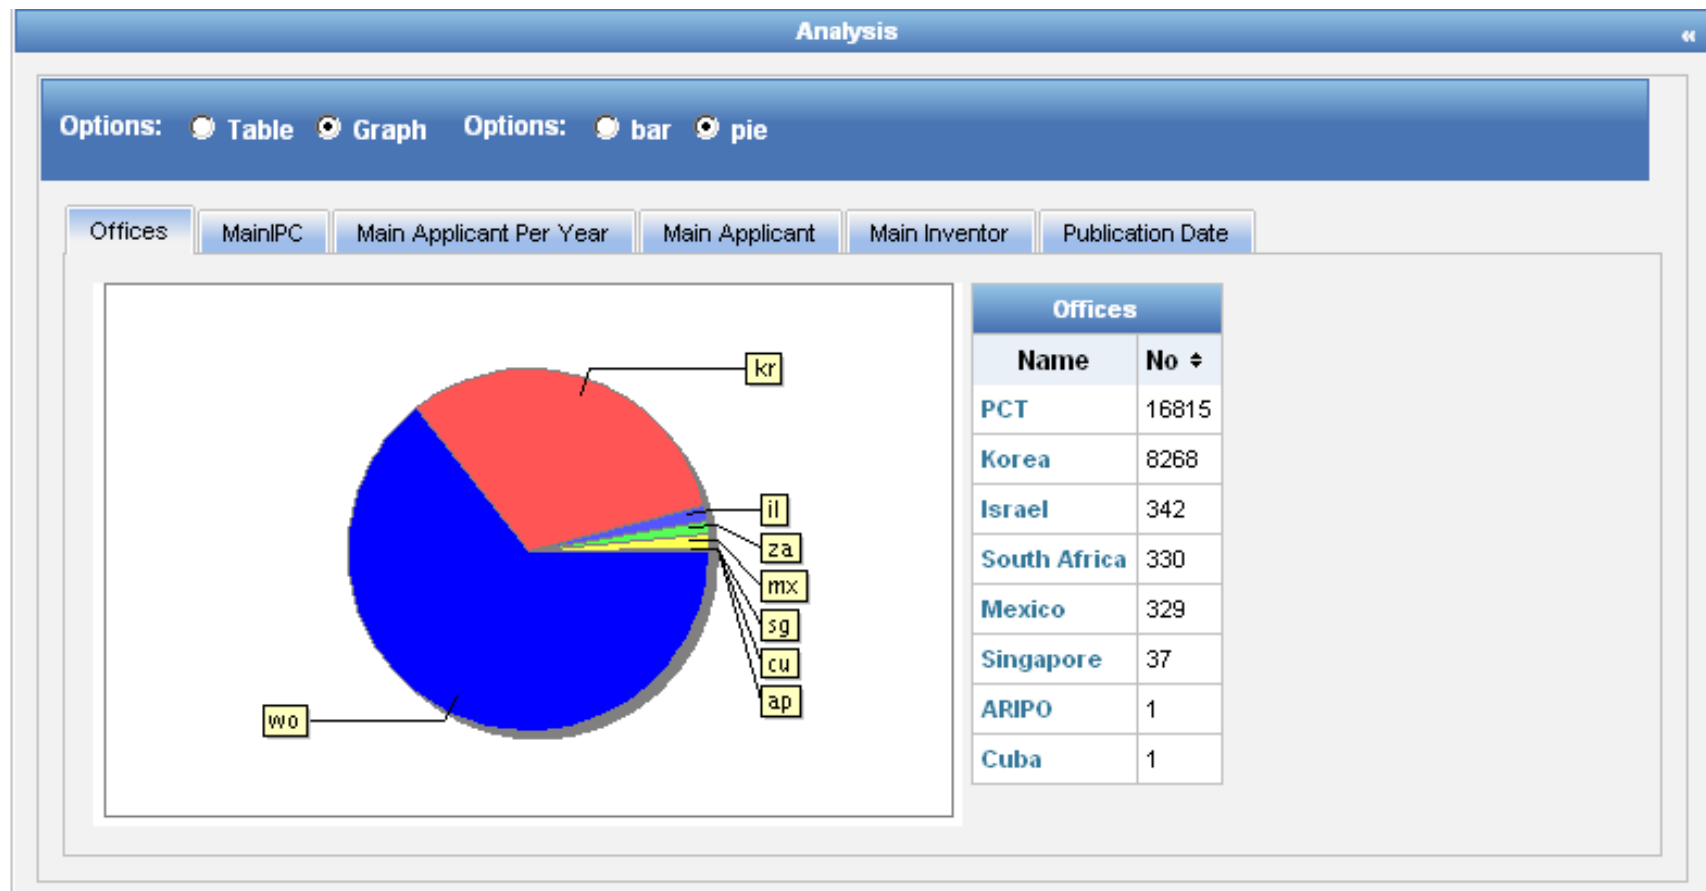 Analysis «
Options: Table Graph Options: bar pie
Offices MainIPC Main Applicant Per Year Main Applicant Main Inventor Publication Date
kr
il
za
mx
sg
cu
ap
wo
Offices
Name No
PCT 16815
Korea 8268
Israel 342
South Africa 330
Mexico 329
Singapore 37
ARIPO 1
Cuba 1